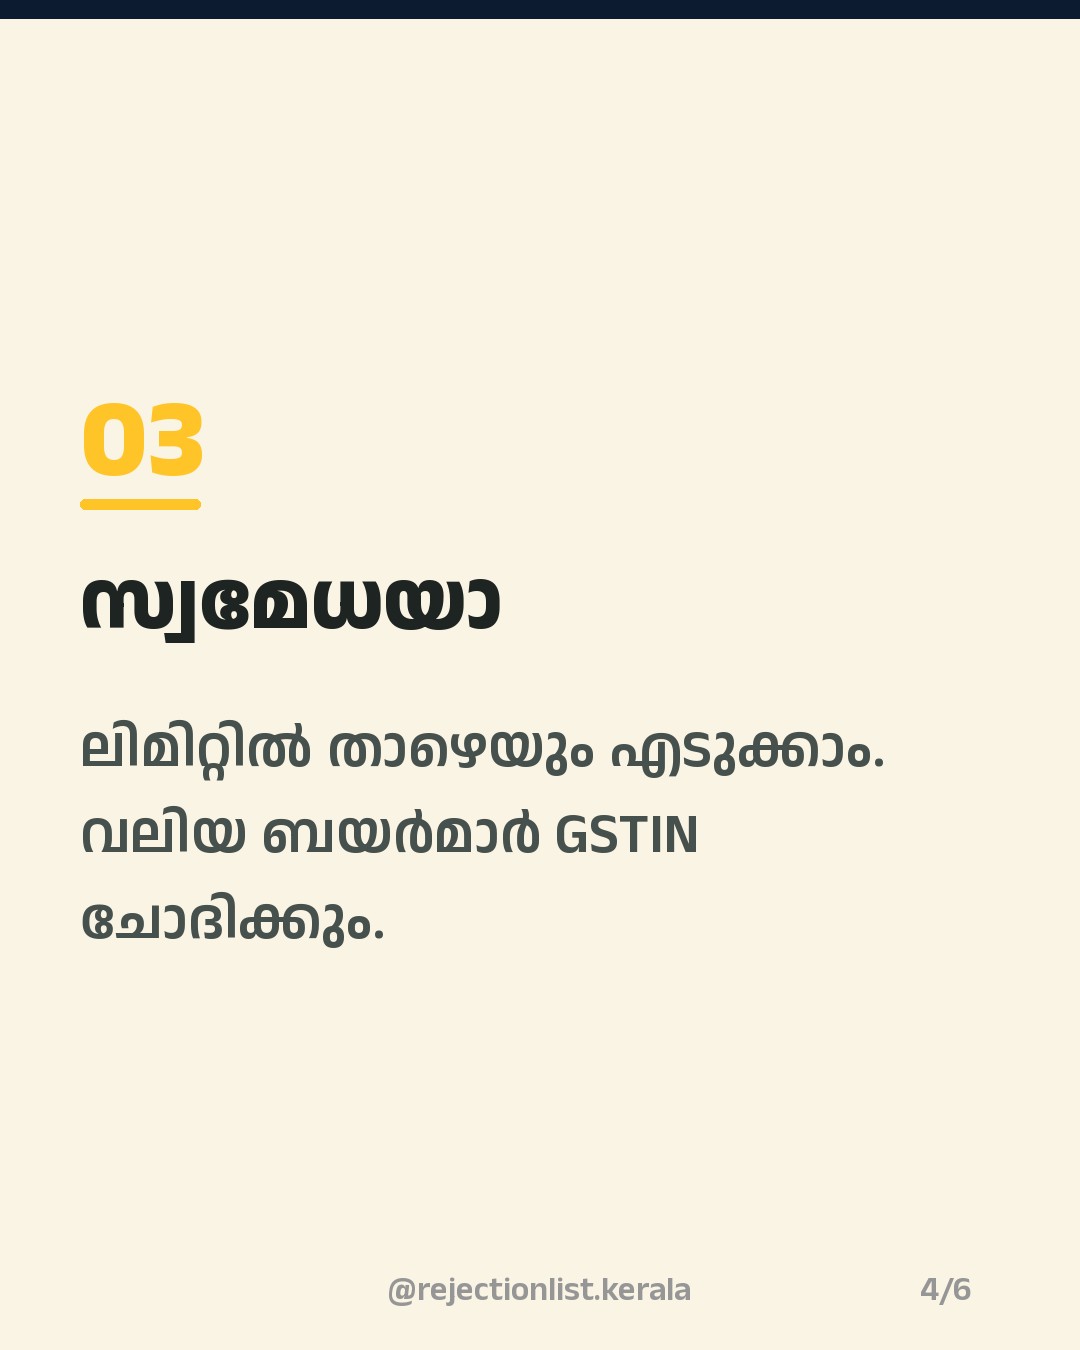 03
സ്വമേധയാ
ലിമിറ്റിൽ താഴെയും എടുക്കാം.
വലിയ ബയർമാർ GSTIN
ചോദിക്കും.
@rejectionlist.kerala
4/6